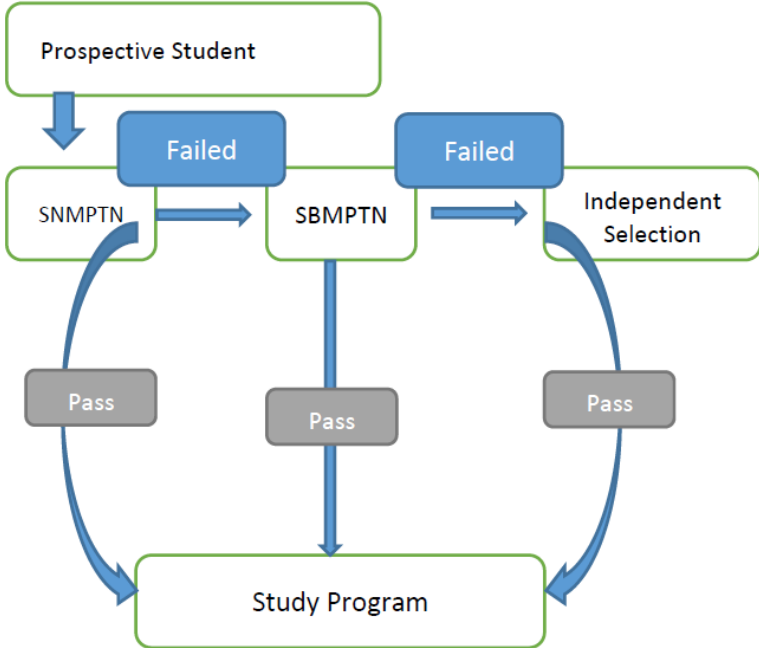 Prospective Student
Failed
Failed
SNMPTN
SBMPTN
Independent
Selection
Pass
Pass
Pass
Study Program